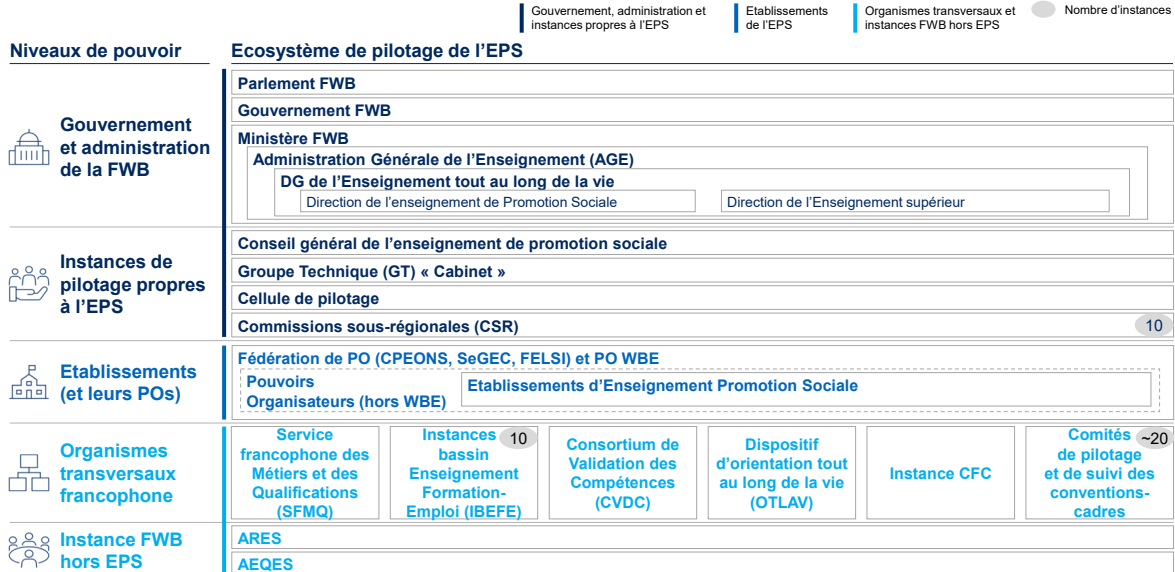 Gouvernement, administration et
instances propres à l’EPS
Etablissements
de l’EPS
Organismes transversaux et
instances FWB hors EPS
Nombre d’instances
Niveaux de pouvoir
Ecosystème de pilotage de l’EPS
Gouvernement
et administration
de la FWB
Parlement FWB
Gouvernement FWB
Ministère FWB
Administration Générale de l’Enseignement (AGE)
DG de l’Enseignement tout au long de la vie
Direction de l’enseignement de Promotion Sociale
Direction de l’Enseignement supérieur
Instances de
pilotage propres
à l’EPS
Conseil général de l’enseignement de promotion sociale
Groupe Technique (GT) « Cabinet »
Cellule de pilotage
Commissions sous-régionales (CSR)
10
Etablissements
(et leurs POs)
Fédération de PO (CPEONS, SeGEC, FELSI) et PO WBE
Pouvoirs
Organisateurs (hors WBE)
Etablissements d’Enseignement Promotion Sociale
Organismes
transversaux
francophone
Service
francophone des
Métiers et des
Qualifications
(SFMQ)
Instances 10
bassin
Enseignement
Formation-
Emploi (IBEFE)
Consortium de
Validation des
Compétences
(CVDC)
Dispositif
d’orientation tout
au long de la vie
(OTLAV)
Instance CFC
Comités ~20
de pilotage
et de suivi des
conventions-
cadres
Instance FWB
hors EPS
ARES
AEQES